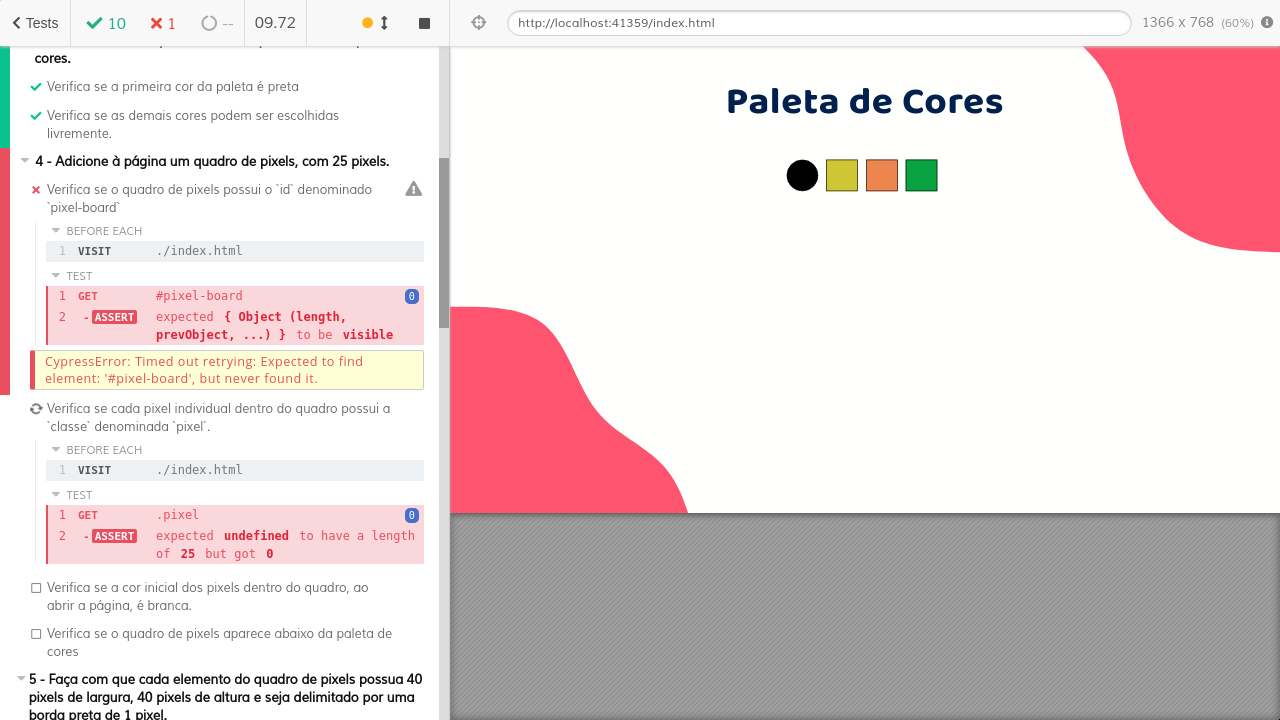 Tests
10
1
--
09.72
http://localhost:41359/index.html
1366 x 768 (60%)
cores.
Verifica se a primeira cor da paleta é preta
Verifica se as demais cores podem ser escolhidas
livremente.
4 - Adicione à página um quadro de pixels, com 25 pixels.
Verifica se o quadro de pixels possui o `id` denominado
`pixel-board`
BEFORE EACH
1 VISIT ./index.html
TEST
1 GET #pixel-board 0
2 - ASSERT expected { Object (length,
prevObject, ...) } to be visible
CypressError: Timed out retrying: Expected to find
element: '#pixel-board', but never found it.
Verifica se cada pixel individual dentro do quadro possui a
`classe` denominada `pixel`.
BEFORE EACH
1 VISIT ./index.html
TEST
1 GET .pixel 0
2 - ASSERT expected undefined to have a length
of 25 but got 0
Verifica se a cor inicial dos pixels dentro do quadro, ao
abrir a página, é branca.
Verifica se o quadro de pixels aparece abaixo da paleta de
cores
5 - Faça com que cada elemento do quadro de pixels possua 40
pixels de largura, 40 pixels de altura e seja delimitado por uma
borda preta de 1 pixel.
Paleta de Cores